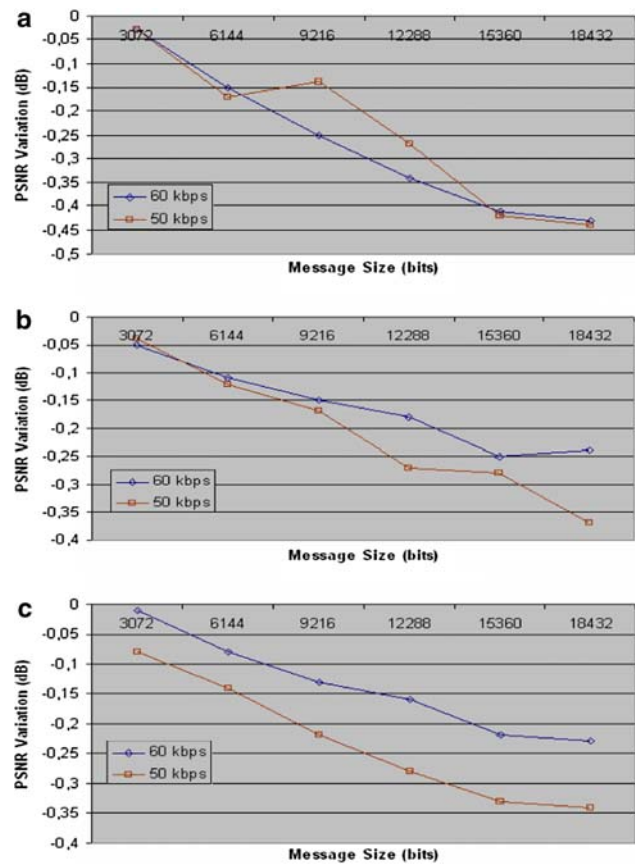 a
0
-0,05
-0,1
-0,15
-0,2
-0,25
-0,3
-0,35
-0,4
-0,45
-0,5
3072 6144 9216 12288 15360 18432
PSNR Variation (dB)
60 kbps
50 kbps
Message Size (bits)
b
0
-0,05
-0,1
-0,15
-0,2
-0,25
-0,3
-0,35
-0,4
3072 6144 9216 12288 15360 18432
PSNR Variation (dB)
60 kbps
50 kbps
Message Size (bits)
c
0
-0,05
-0,1
-0,15
-0,2
-0,25
-0,3
-0,35
-0,4
3072 6144 9216 12288 15360 18432
PSNR Variation (dB)
60 kbps
50 kbps
Message Size (bits)